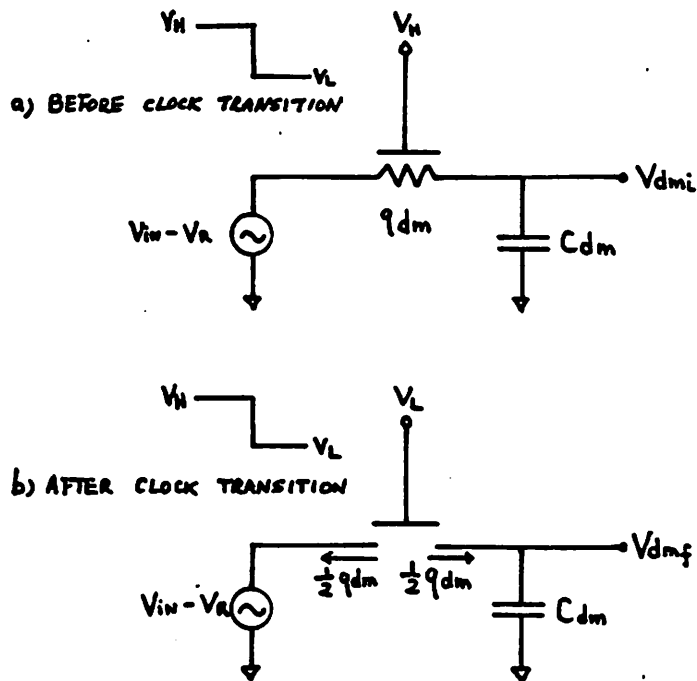 VH
VL
a) BEFORE CLOCK TRANSITION
VH
Vin - VR
qdm
Cdm
Vdmi
VH
VL
b) AFTER CLOCK TRANSITION
VL
½ qdm ½ qdm
Vin - VR
Cdm
Vdmf